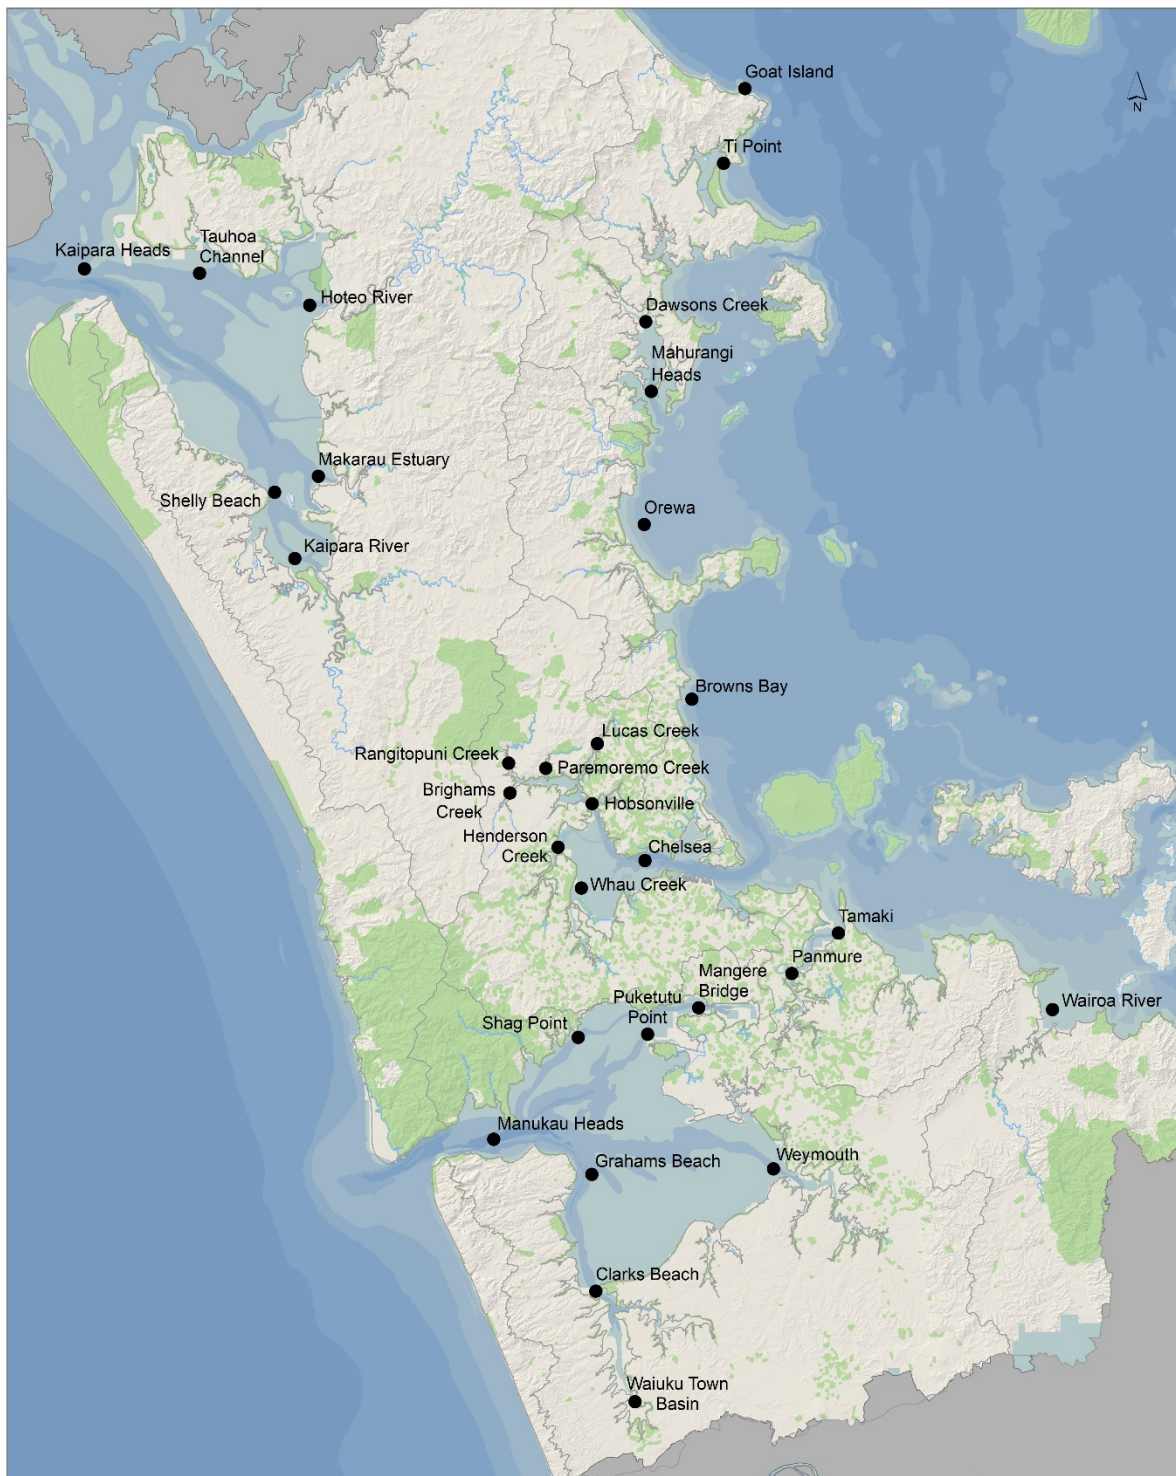 Goat Island
N
Ti Point
Kaipara Heads
Tauhoa
Channel
Hoteo River
Dawsons Creek
Mahurangi
Heads
Makarau Estuary
Shelly Beach
Orewa
Kaipara River
Browns Bay
Lucas Creek
Rangitopuni Creek
Paremoremo Creek
Brighams
Creek
Hobsonville
Henderson
Creek
Chelsea
Whau Creek
Tamaki
Panmure
Mangere
Bridge
Puketutu
Point
Wairoa River
Shag Point
Manukau Heads
Grahams Beach
Weymouth
Clarks Beach
Waiuku Town
Basin